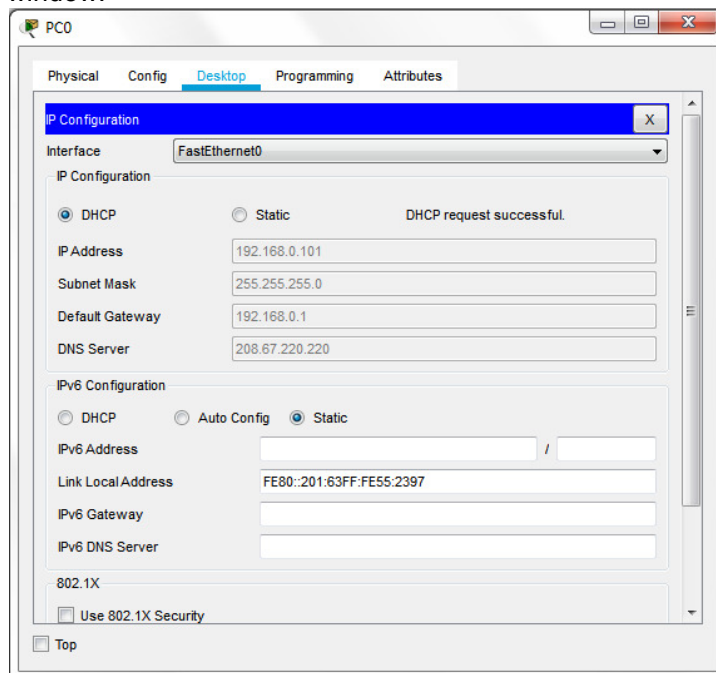 PC0
Physical Config Desktop Programming Attributes
IP Configuration X
Interface FastEthernet0
IP Configuration
DHCP Static DHCP request successful.
IP Address 192.168.0.101
Subnet Mask 255.255.255.0
Default Gateway 192.168.0.1
DNS Server 208.67.220.220
IPv6 Configuration
DHCP Auto Config Static
IPv6 Address /
Link Local Address FE80::201:63FF:FE55:2397
IPv6 Gateway
IPv6 DNS Server
802.1X
Use 802.1X Security
Top